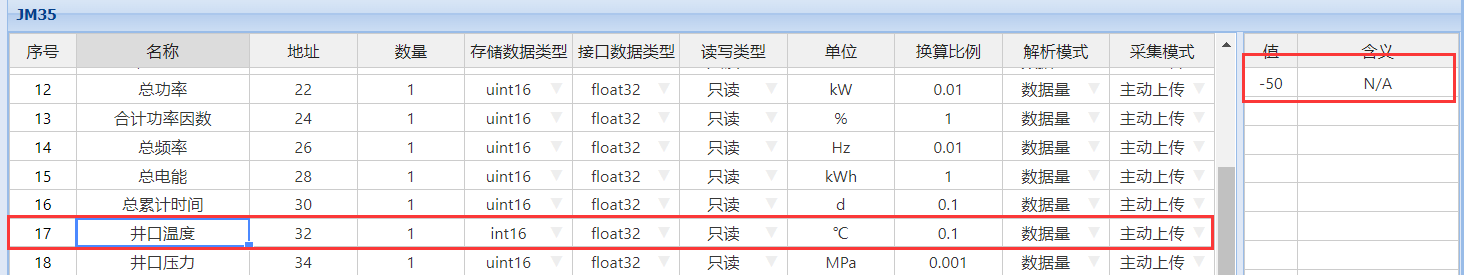 JM35
序号 名称 地址 数量 存储数据类型 接口数据类型 读写类型 单位 换算比例 解析模式 采集模式 值 含义
12 总功率 22 1 uint16 float32 只读 kW 0.01 数据量 主动上传 -50 N/A
13 合计功率因数 24 1 uint16 float32 只读 % 1 数据量 主动上传
14 总频率 26 1 uint16 float32 只读 Hz 0.01 数据量 主动上传
15 总电能 28 1 uint16 float32 只读 kWh 1 数据量 主动上传
16 总累计时间 30 1 uint16 float32 只读 d 0.1 数据量 主动上传
17 井口温度 32 1 int16 float32 只读 ℃ 0.1 数据量 主动上传
18 井口压力 34 1 uint16 float32 只读 MPa 0.001 数据量 主动上传